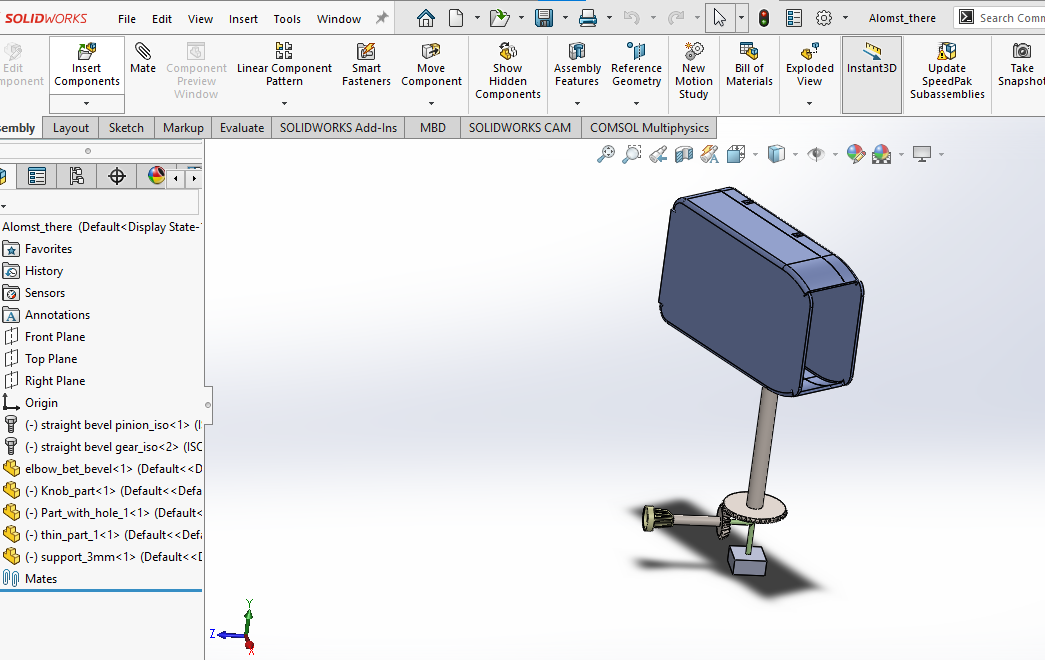 SOLIDWORKS File Edit View Insert Tools Window Alomst_there Search Comm
Edit Component
Insert Components
Mate
Component Preview Window
Linear Component Pattern
Smart Fasteners
Move Component
Show Hidden Components
Assembly Features
Reference Geometry
New Motion Study
Bill of Materials
Exploded View
Instant3D
Update SpeedPak Subassemblies
Take Snapshot
sembly Layout Sketch Markup Evaluate SOLIDWORKS Add-Ins MBD SOLIDWORKS CAM COMSOL Multiphysics
Alomst_there (Default<Display State-
Favorites
History
Sensors
Annotations
Front Plane
Top Plane
Right Plane
Origin
(-) straight bevel pinion_iso<1> (I
(-) straight bevel gear_iso<2> (ISO
elbow_bet_bevel<1> (Default<<D
(-) Knob_part<1> (Default<<Defa
(-) Part_with_hole_1<1> (Default<
(-) thin_part_1<1> (Default<<Defa
(-) support_3mm<1> (Default<<D
Mates
Y
Z
X